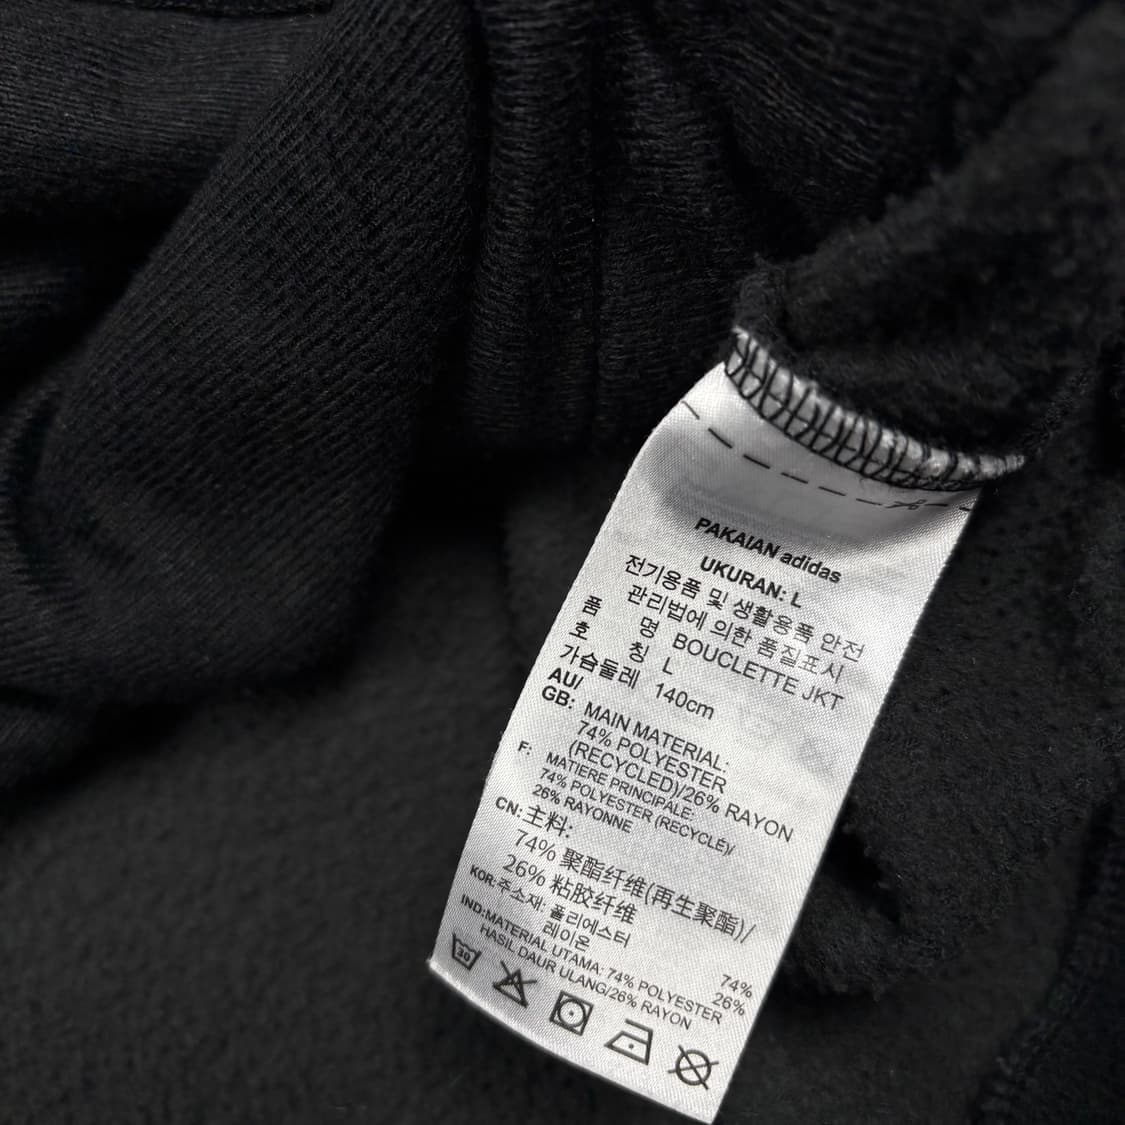 PAKAIAN adidas
UKURAN: L
전기용품 및 생활용품 안전
관리법에 의한 품질표시
품 명 BOUCLETTE JKT
호 칭 L
가슴둘레 140cm
AU/
GB: MAIN MATERIAL:
74% POLYESTER
(RECYCLED)/26% RAYON
F: MATIERE PRINCIPALE:
74% POLYESTER (RECYCLÉ)/
26% RAYONNE
CN: 主料:
74% 聚酯纤维(再生聚酯)/
26% 粘胶纤维
KOR: 주소재: 폴리에스터 74%
레이온 26%
IND:MATERIAL UTAMA: 74% POLYESTER
HASIL DAUR ULANG/26% RAYON
30